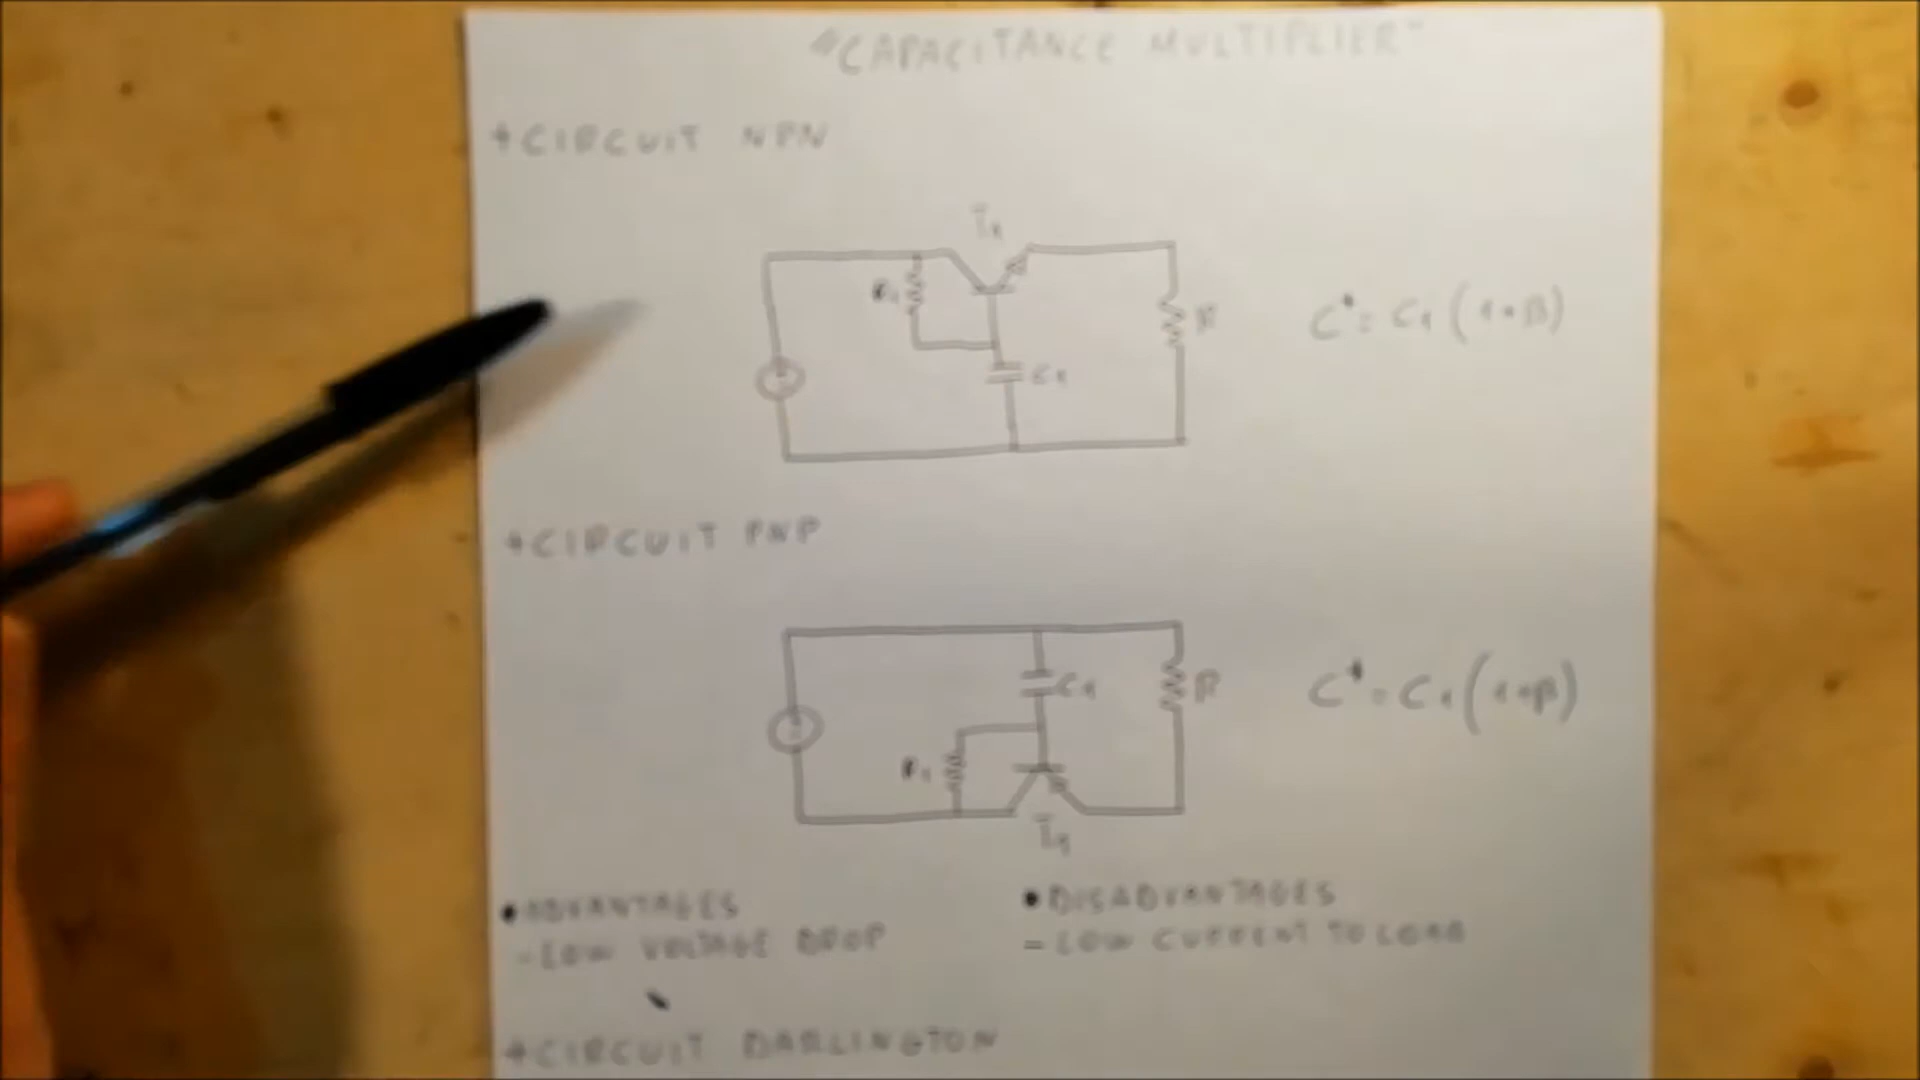 "CAPACITANCE MULTIPLIER"
+CIRCUIT NPN
T1
R1
R
C1
C*= C1 (1+β)
+CIRCUIT PNP
C1
R
C*= C1 (1+β)
R1
T1
•ADVANTAGES
-LOW VOLTAGE DROP
•DISADVANTAGES
- LOW CURRENT TO LOAD
+CIRCUIT DARLINGTON